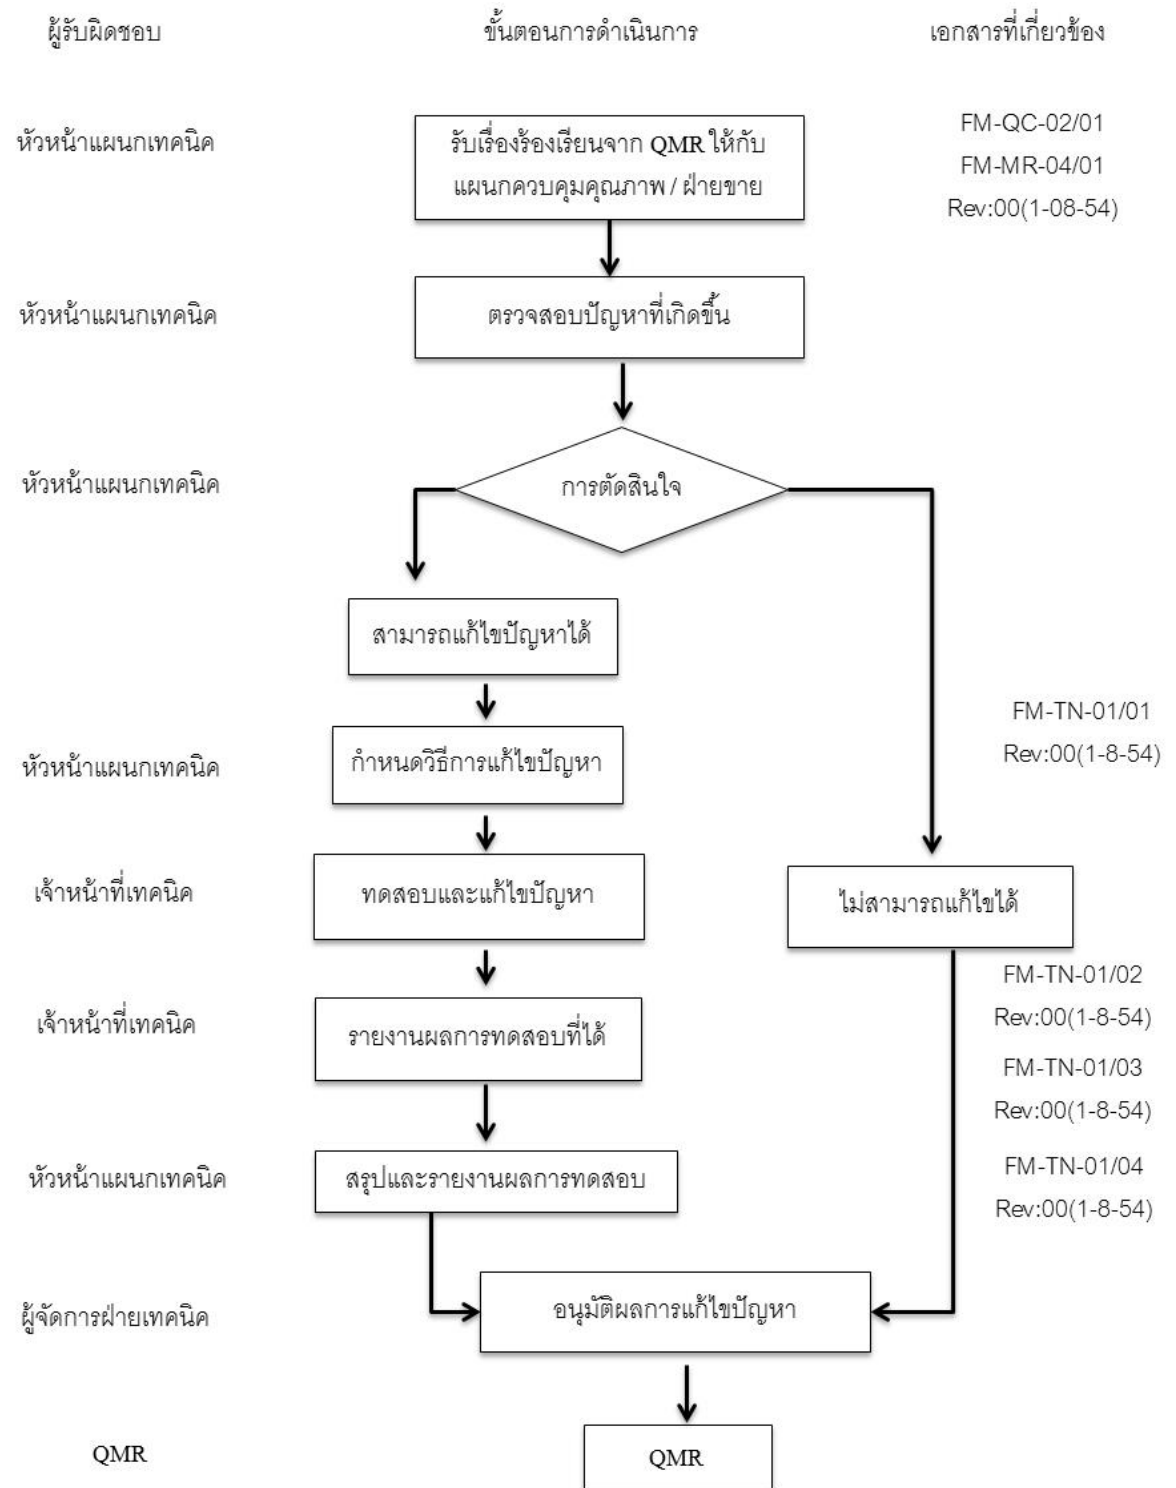 ผู้รับผิดชอบ
ขั้นตอนการดำเนินการ
เอกสารที่เกี่ยวข้อง
หัวหน้าแผนกเทคนิค
รับเรื่องร้องเรียนจาก QMR ให้กับ
แผนกควบคุมคุณภาพ / ฝ่ายขาย
FM-QC-02/01
FM-MR-04/01
Rev:00(1-08-54)
หัวหน้าแผนกเทคนิค
ตรวจสอบปัญหาที่เกิดขึ้น
หัวหน้าแผนกเทคนิค
การตัดสินใจ
สามารถแก้ไขปัญหาได้
หัวหน้าแผนกเทคนิค
กำหนดวิธีการแก้ไขปัญหา
FM-TN-01/01
Rev:00(1-8-54)
เจ้าหน้าที่เทคนิค
ทดสอบและแก้ไขปัญหา
ไม่สามารถแก้ไขได้
เจ้าหน้าที่เทคนิค
รายงานผลการทดสอบที่ได้
FM-TN-01/02
Rev:00(1-8-54)
FM-TN-01/03
Rev:00(1-8-54)
หัวหน้าแผนกเทคนิค
สรุปและรายงานผลการทดสอบ
FM-TN-01/04
Rev:00(1-8-54)
ผู้จัดการฝ่ายเทคนิค
อนุมัติผลการแก้ไขปัญหา
QMR
QMR